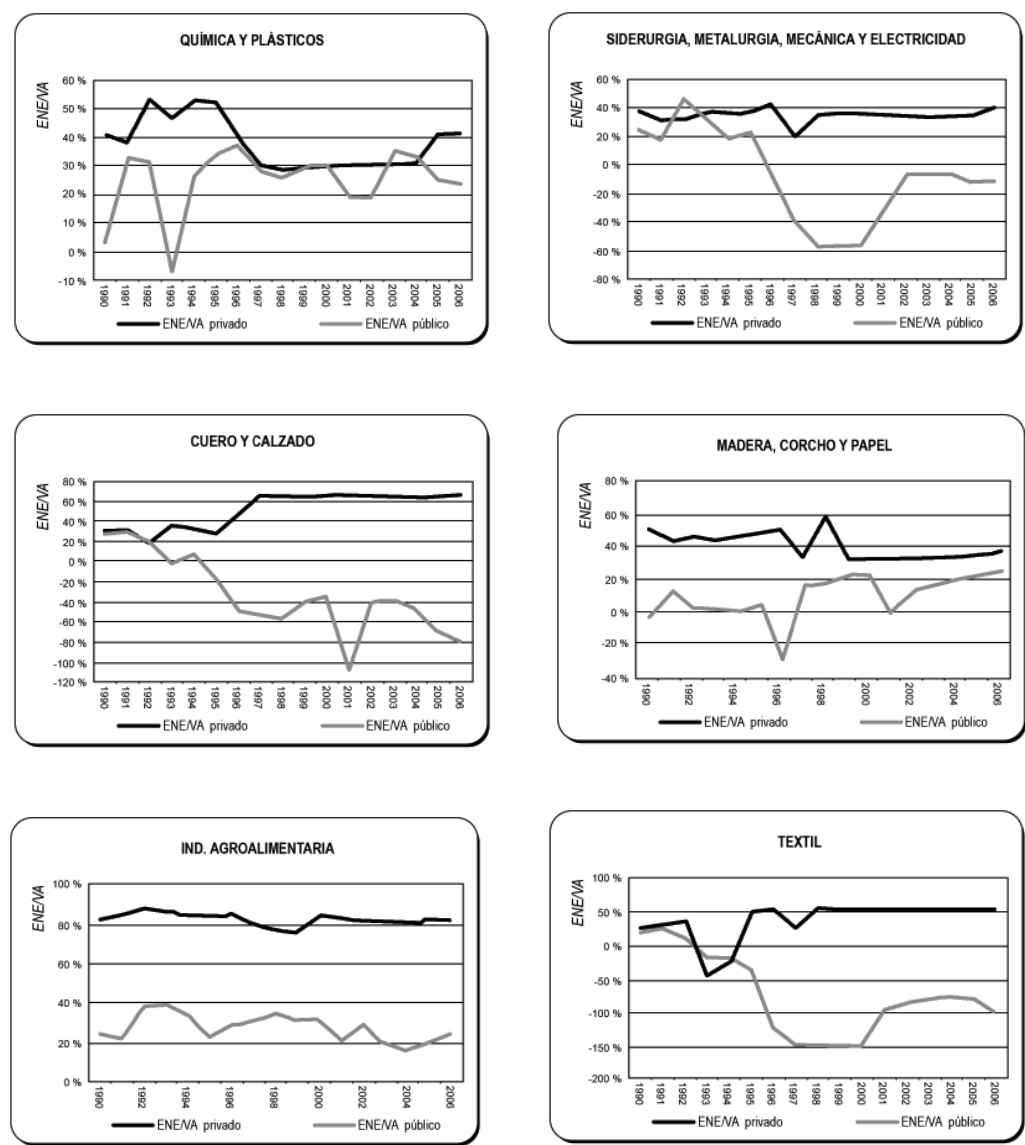 QUÍMICA Y PLÁSTICOS
ENE/VA
60 %
50 %
40 %
30 %
20 %
10 %
0 %
-10 %
1990 1991 1992 1993 1994 1995 1996 1997 1998 1999 2000 2001 2002 2003 2004 2005 2006
ENE/VA privado ENE/VA público
SIDERURGIA, METALURGIA, MECÁNICA Y ELECTRICIDAD
ENE/VA
60 %
40 %
20 %
0 %
-20 %
-40 %
-60 %
-80 %
1990 1991 1992 1993 1994 1995 1996 1997 1998 1999 2000 2001 2002 2003 2004 2005 2006
ENE/VA privado ENE/VA público
CUERO Y CALZADO
ENE/VA
80 %
60 %
40 %
20 %
0 %
-20 %
-40 %
-60 %
-80 %
-100 %
-120 %
1990 1991 1992 1993 1994 1995 1996 1997 1998 1999 2000 2001 2002 2003 2004 2005 2006
ENE/VA privado ENE/VA público
MADERA, CORCHO Y PAPEL
ENE/VA
80 %
60 %
40 %
20 %
0 %
-20 %
-40 %
1990 1992 1994 1996 1998 2000 2002 2004 2006
ENE/VA privado ENE/VA público
IND. AGROALIMENTARIA
ENE/VA
100 %
80 %
60 %
40 %
20 %
0 %
1990 1992 1994 1996 1998 2000 2002 2004 2006
ENE/VA privado ENE/VA público
TEXTIL
ENE/VA
100 %
50 %
0 %
-50 %
-100 %
-150 %
-200 %
1990 1991 1992 1993 1994 1995 1996 1997 1998 1999 2000 2001 2002 2003 2004 2005 2006
ENE/VA privado ENE/VA público